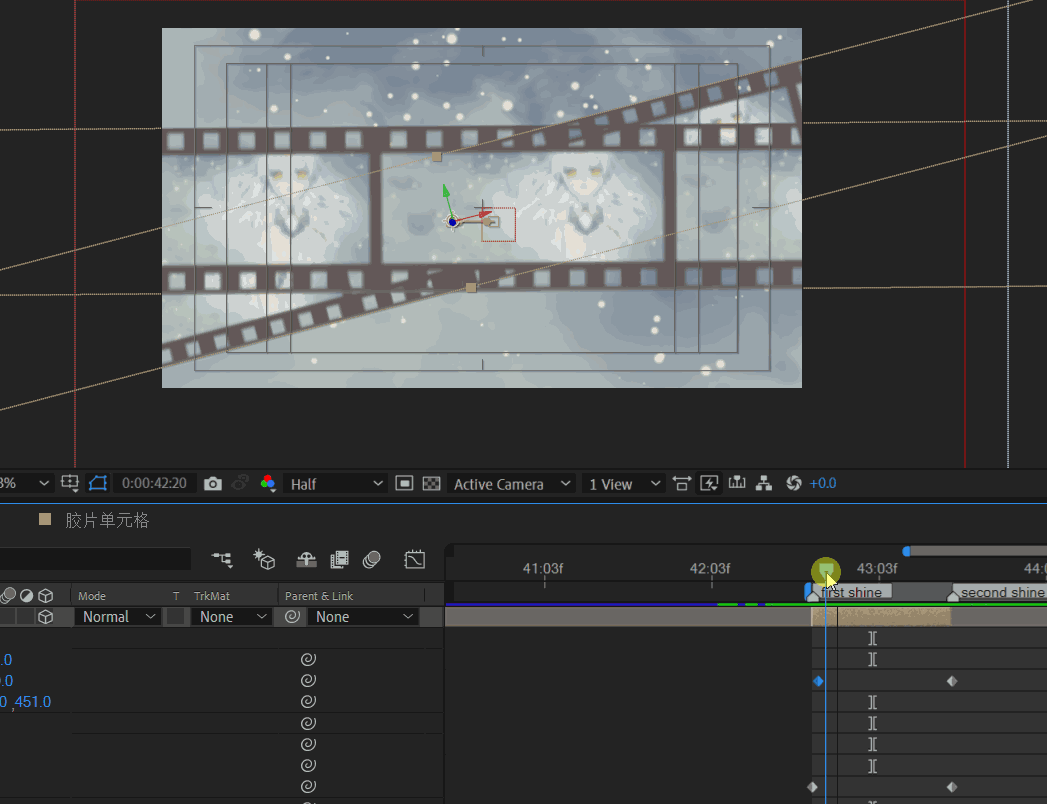 8% 0:00:42:20 Half Active Camera 1 View +0.0
胶片单元格
41:03f 42:03f 43:03f 44:0
first shine second shine
Mode T TrkMat Parent & Link
Normal None None
.0
.0
0 ,451.0